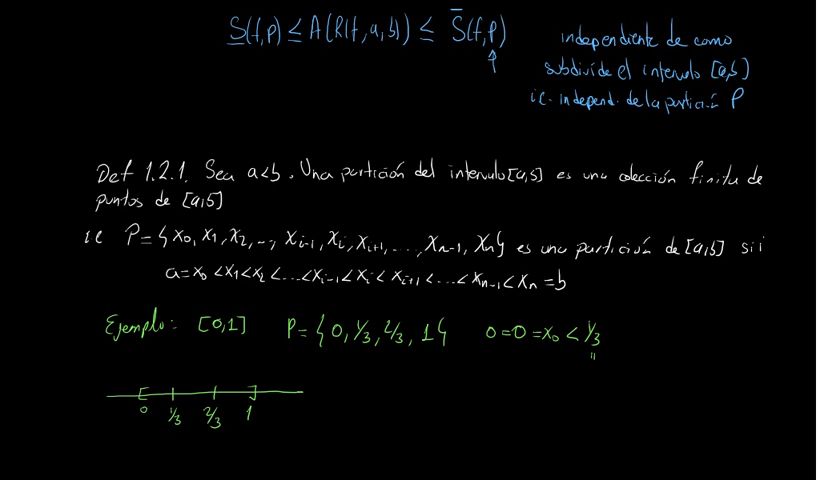 S(f,p) ≤ A(R(f,a,b)) ≤ S̄(f,p)
independiente de como
subdivide el intervalo [a,b]
i.e. independ. de la partición P
Def 1.2.1. Sea a<b. Una partición del intervalo [a,b] es una colección finita de
puntos de [a,b]
i.e P={x₀, x₁, x₂, ..., xᵢ₋₁, xᵢ, xᵢ₊₁, ..., xₙ₋₁, xₙ} es una partición de [a,b] sii
a=x₀<x₁<x₂<...<xᵢ₋₁<xᵢ<xᵢ₊₁<...<xₙ₋₁<xₙ=b
Ejemplo: [0,1] P={0, 1/3, 2/3, 1} 0=0=x₀<1/3
"
0 1/3 2/3 1